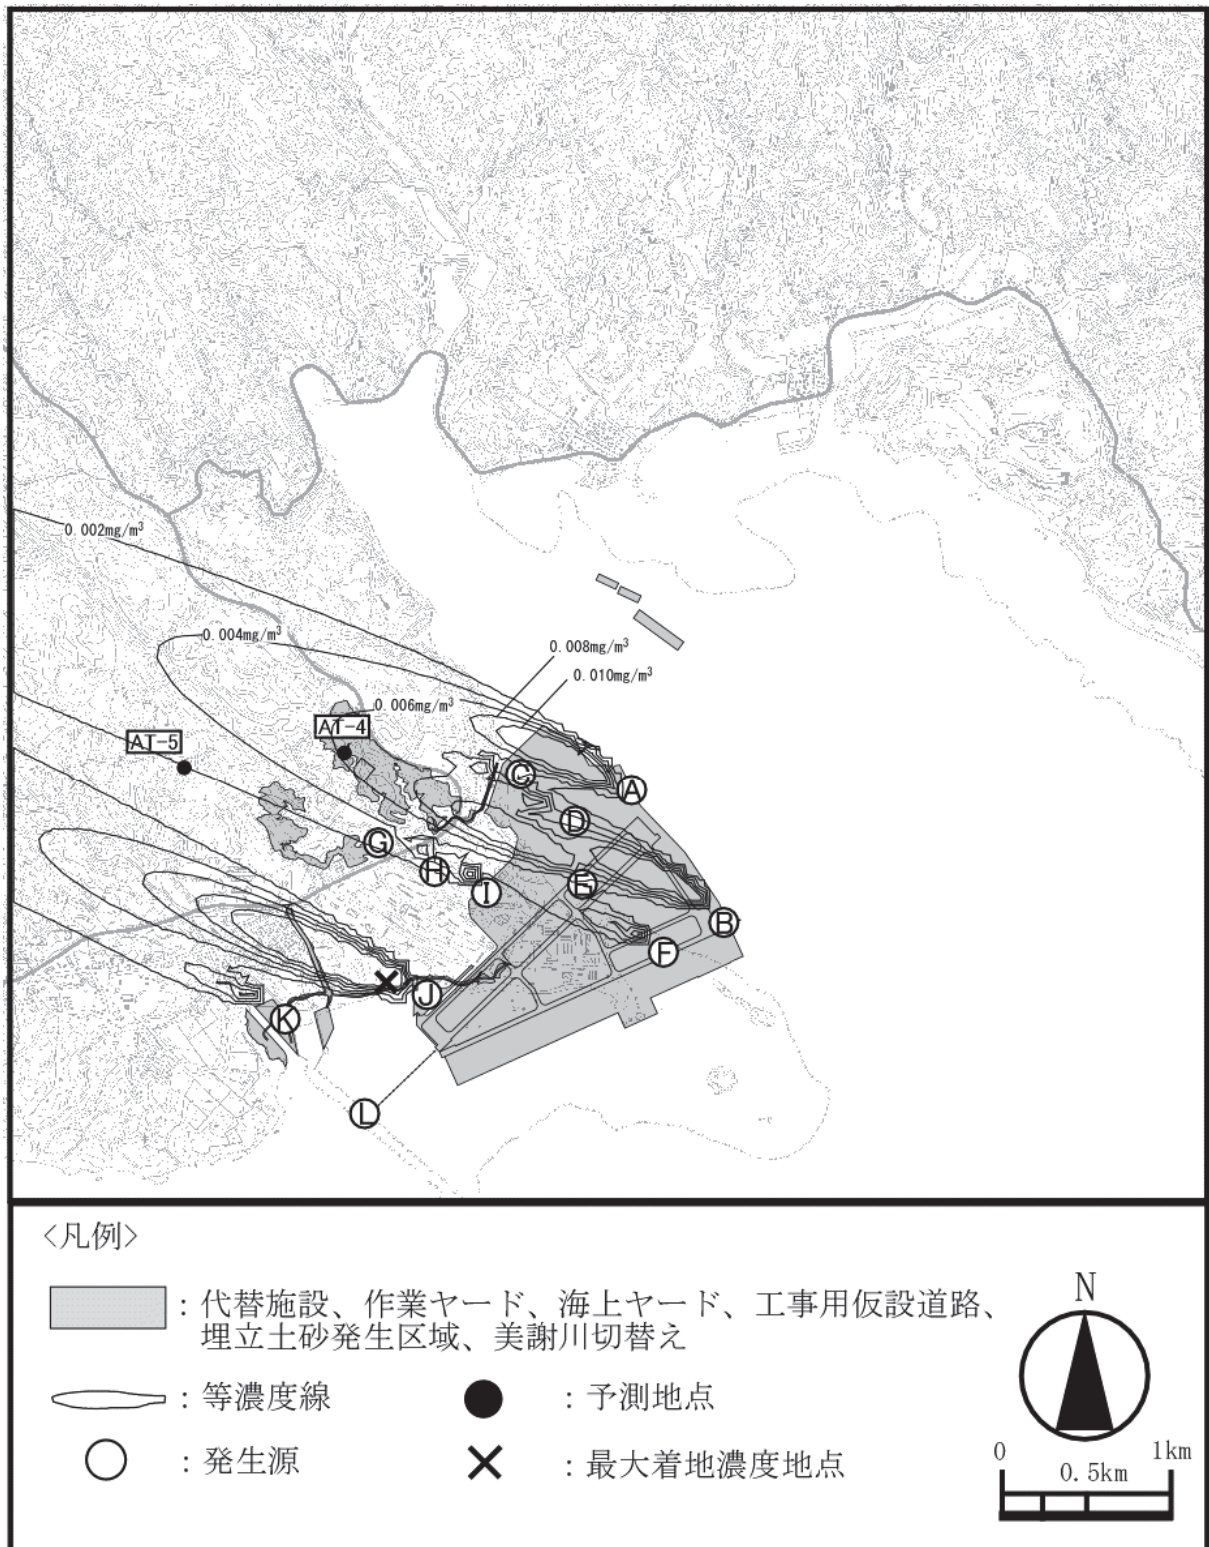 0.002mg/m³
0.004mg/m³
0.008mg/m³
0.010mg/m³
0.006mg/m³
AT-4
AT-5
C
A
D
G
H
E
I
B
F
J
K
L
<凡例>
：代替施設、作業ヤード、海上ヤード、工事用仮設道路、
埋立土砂発生区域、美謝川切替え
：等濃度線
：予測地点
：発生源
：最大着地濃度地点
N
0
1km
0.5km